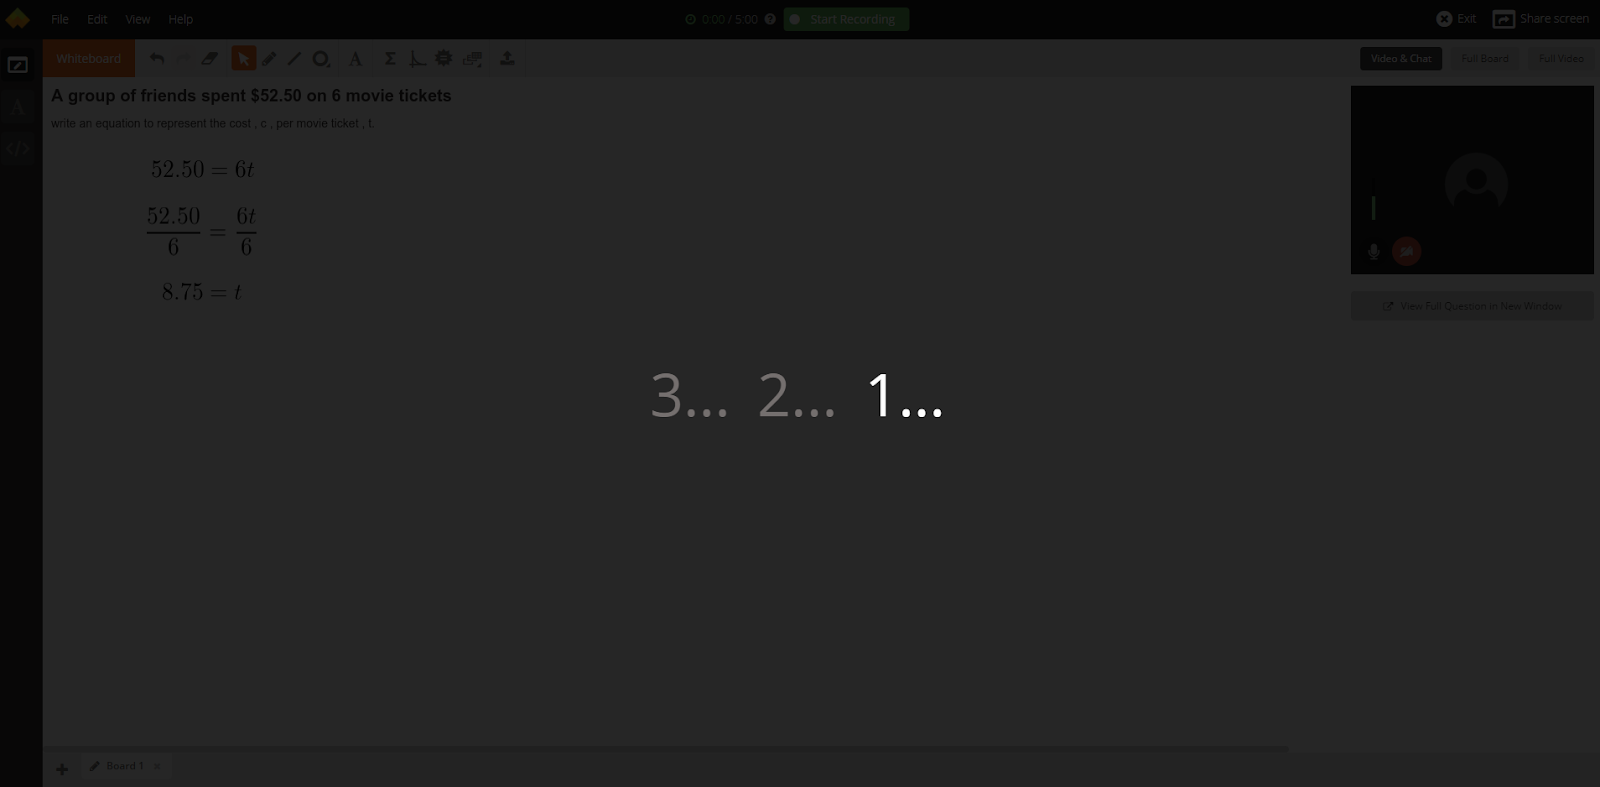 File Edit View Help 0:00 / 5:00 Start Recording Exit Share screen
Whiteboard A Σ Video & Chat Full Board Full Video
A group of friends spent $52.50 on 6 movie tickets
write an equation to represent the cost , c , per movie ticket , t.
A
</>
52.50 = 6t
52.50/6 = 6t/6
8.75 = t
View Full Question in New Window
3... 2... 1...
+ Board 1 ×